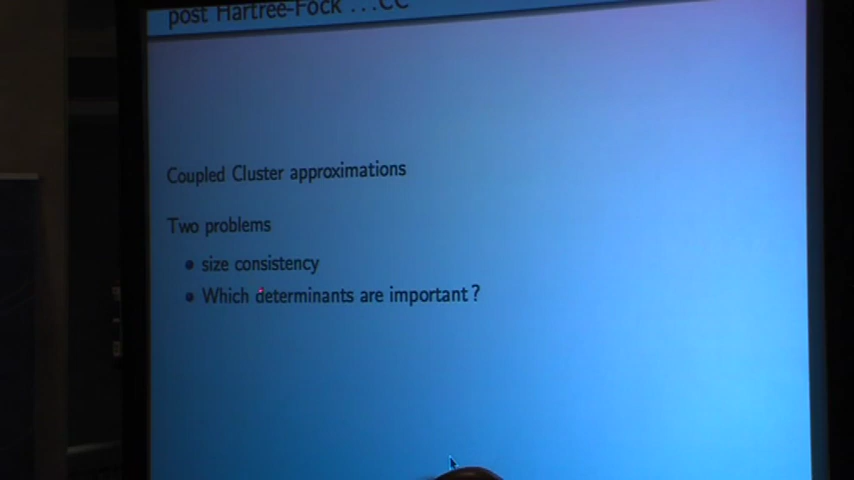 post Hartree-Fock ...CC
Coupled Cluster approximations
Two problems
size consistency
Which determinants are important ?